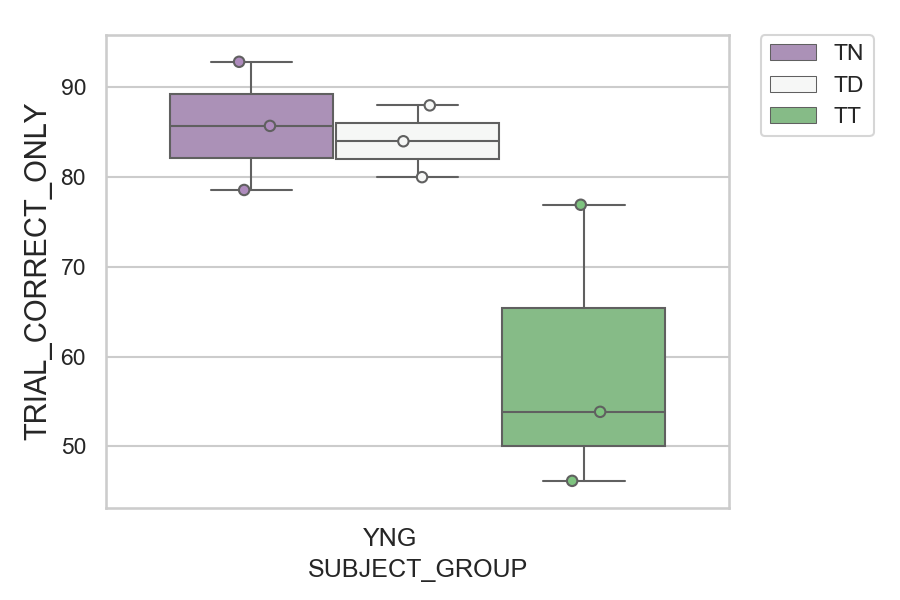 TRIAL_CORRECT_ONLY
90
80
70
60
50
YNG
SUBJECT_GROUP
TN
TD
TT